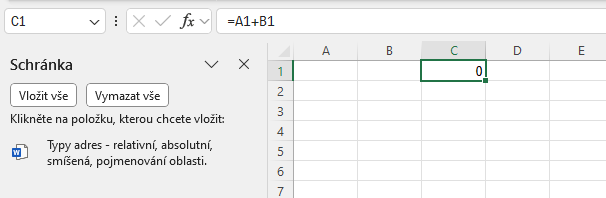 C1 fx =A1+B1
Schránka
Vložit vše Vymazat vše
Klikněte na položku, kterou chcete vložit:
Typy adres - relativní, absolutní,
smíšená, pojmenování oblasti.
A B C D E
1 0
2
3
4
5
6
7